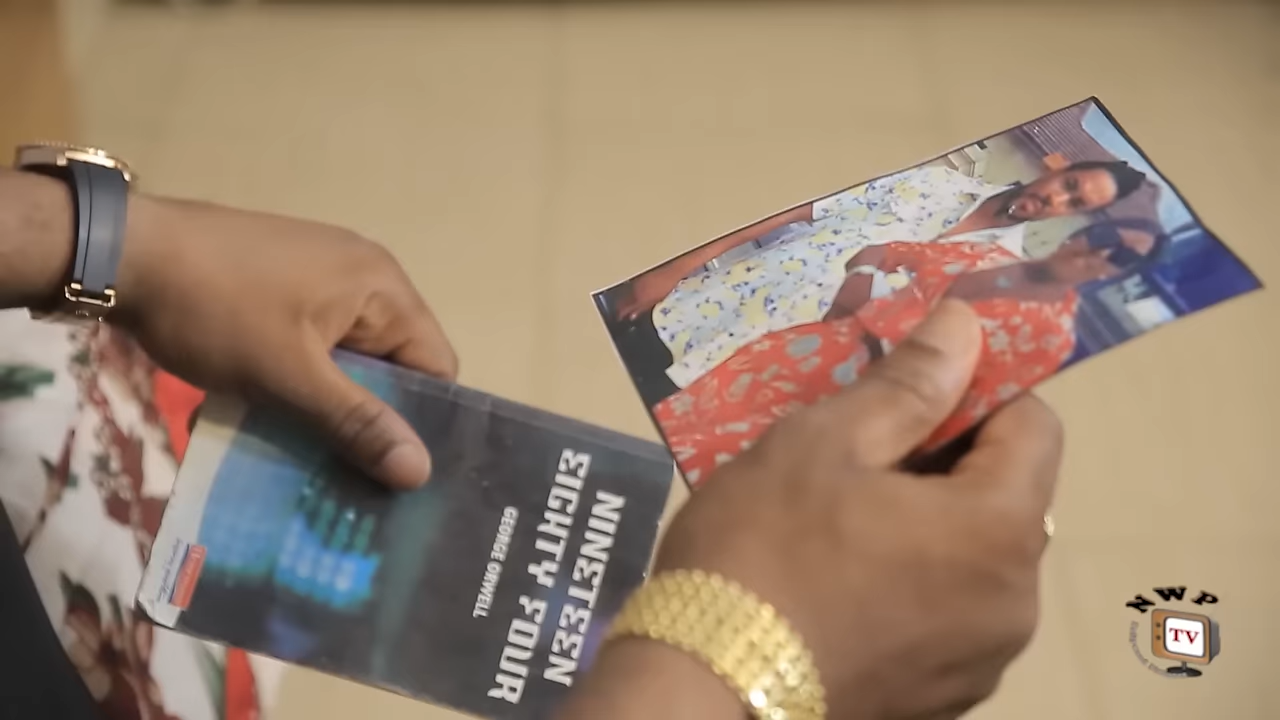 NINETEEN
EIGHTY FOUR
GEORGE ORWELL
NWP
TV